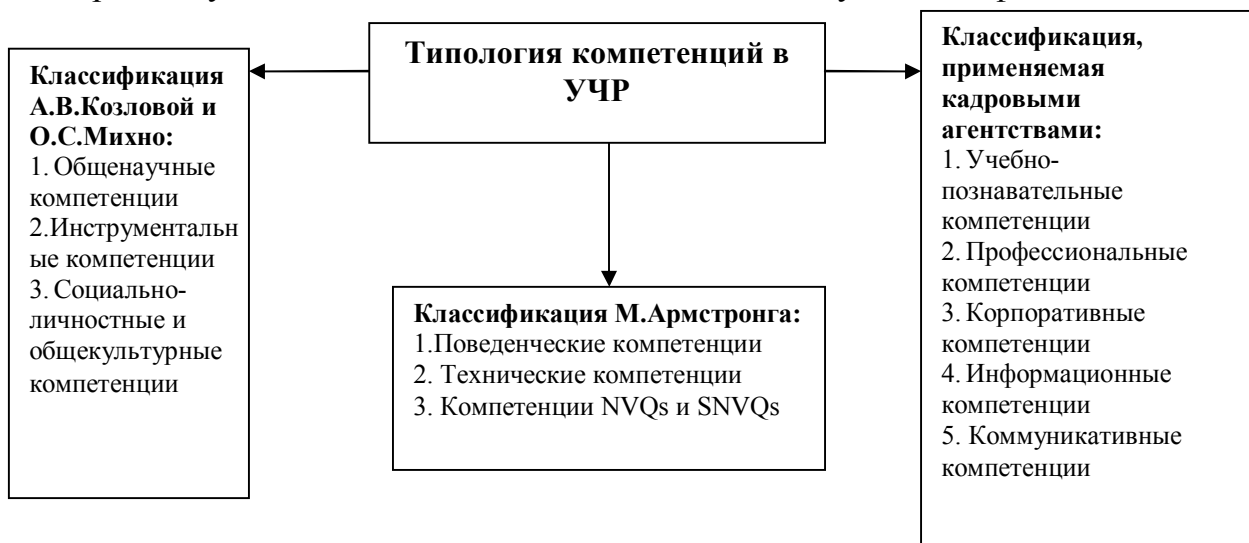 Типология компетенций в
УЧР
Классификация
А.В.Козловой и
О.С.Михно:
1. Общенаучные
компетенции
2.Инструментальн
ые компетенции
3. Социально-
личностные и
общекультурные
компетенции
Классификация М.Армстронга:
1.Поведенческие компетенции
2. Технические компетенции
3. Компетенции NVQs и SNVQs
Классификация,
применяемая
кадровыми
агентствами:
1. Учебно-
познавательные
компетенции
2. Профессиональные
компетенции
3. Корпоративные
компетенции
4. Информационные
компетенции
5. Коммуникативные
компетенции